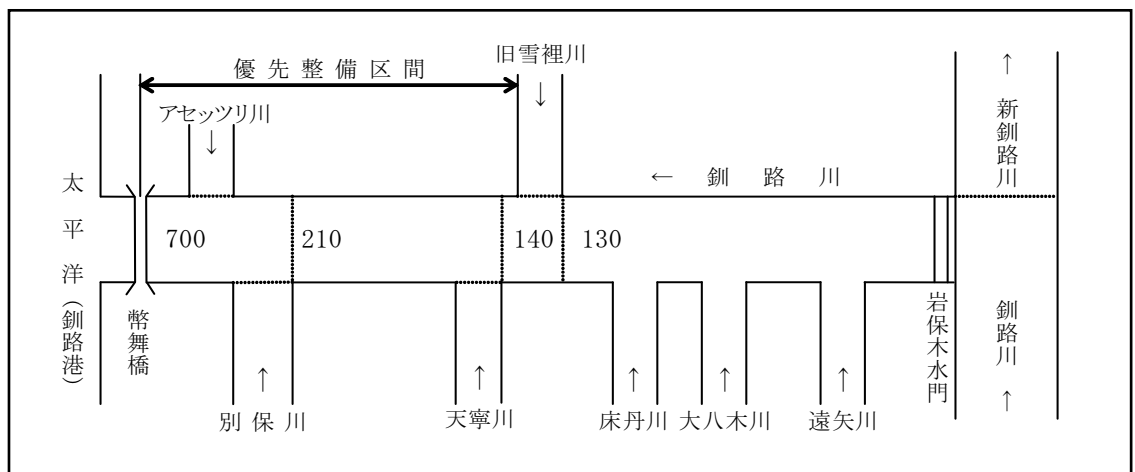 旧雪裡川
↓
優先整備区間
アセッツリ川
↓
↑
新釧路川
← 釧路川
太平洋(釧路港)
700
210
140
130
幣舞橋
岩保木水門
釧路川
↑
↑
別保川
↑
天寧川
↑
床丹川
↑
大八木川
↑
遠矢川